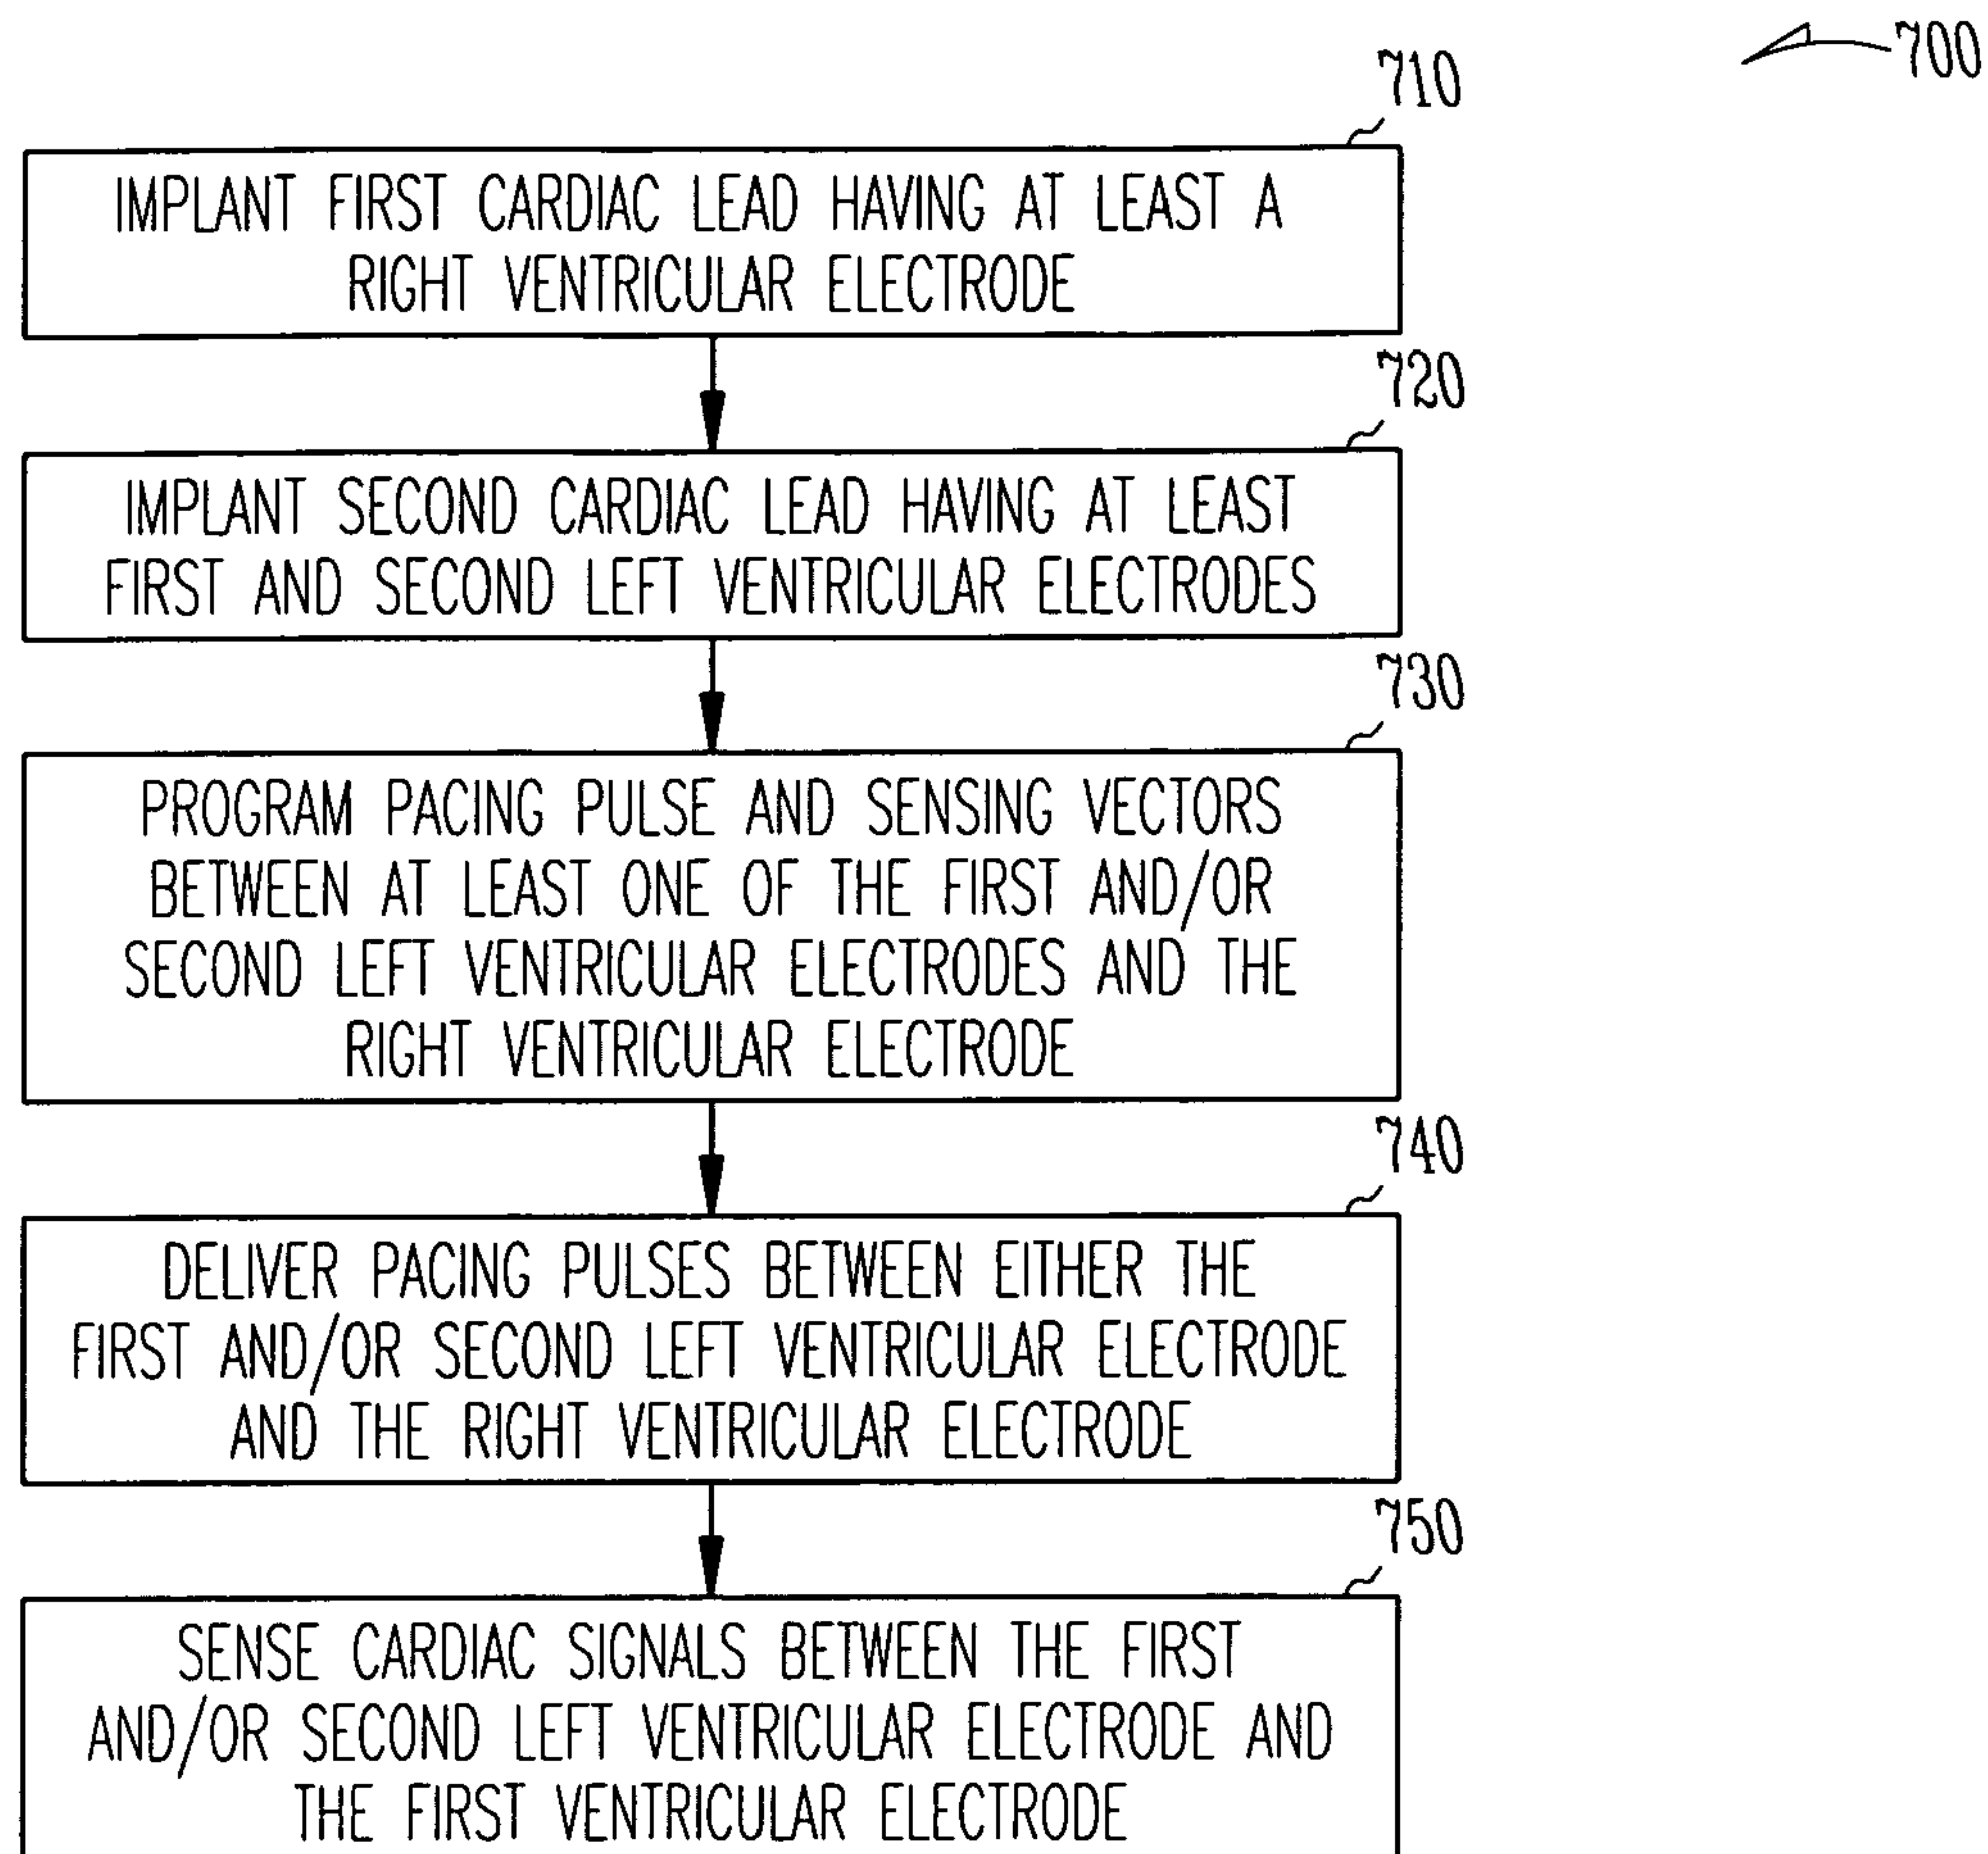 700
710
IMPLANT FIRST CARDIAC LEAD HAVING AT LEAST A
RIGHT VENTRICULAR ELECTRODE
720
IMPLANT SECOND CARDIAC LEAD HAVING AT LEAST
FIRST AND SECOND LEFT VENTRICULAR ELECTRODES
730
PROGRAM PACING PULSE AND SENSING VECTORS
BETWEEN AT LEAST ONE OF THE FIRST AND/OR
SECOND LEFT VENTRICULAR ELECTRODES AND THE
RIGHT VENTRICULAR ELECTRODE
740
DELIVER PACING PULSES BETWEEN EITHER THE
FIRST AND/OR SECOND LEFT VENTRICULAR ELECTRODE
AND THE RIGHT VENTRICULAR ELECTRODE
750
SENSE CARDIAC SIGNALS BETWEEN THE FIRST
AND/OR SECOND LEFT VENTRICULAR ELECTRODE AND
THE FIRST VENTRICULAR ELECTRODE